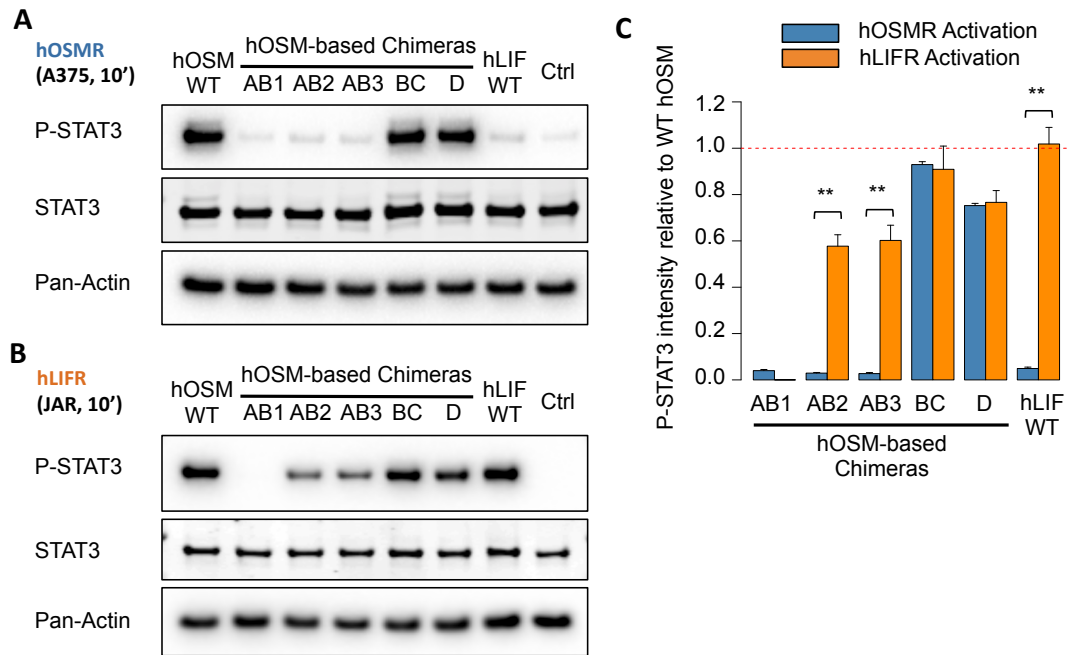 A
hOSMR
(A375, 10’)
hOSM
WT
hOSM-based Chimeras
AB1 AB2 AB3 BC D
hLIF
WT
Ctrl
P-STAT3
STAT3
Pan-Actin
B
hLIFR
(JAR, 10’)
hOSM
WT
hOSM-based Chimeras
AB1 AB2 AB3 BC D
hLIF
WT
Ctrl
P-STAT3
STAT3
Pan-Actin
C
hOSMR Activation
hLIFR Activation
P-STAT3 intensity relative to WT hOSM
1.2
1.0
0.8
0.6
0.4
0.2
0.0
**
**
**
AB1 AB2 AB3 BC D
hLIF
WT
hOSM-based
Chimeras